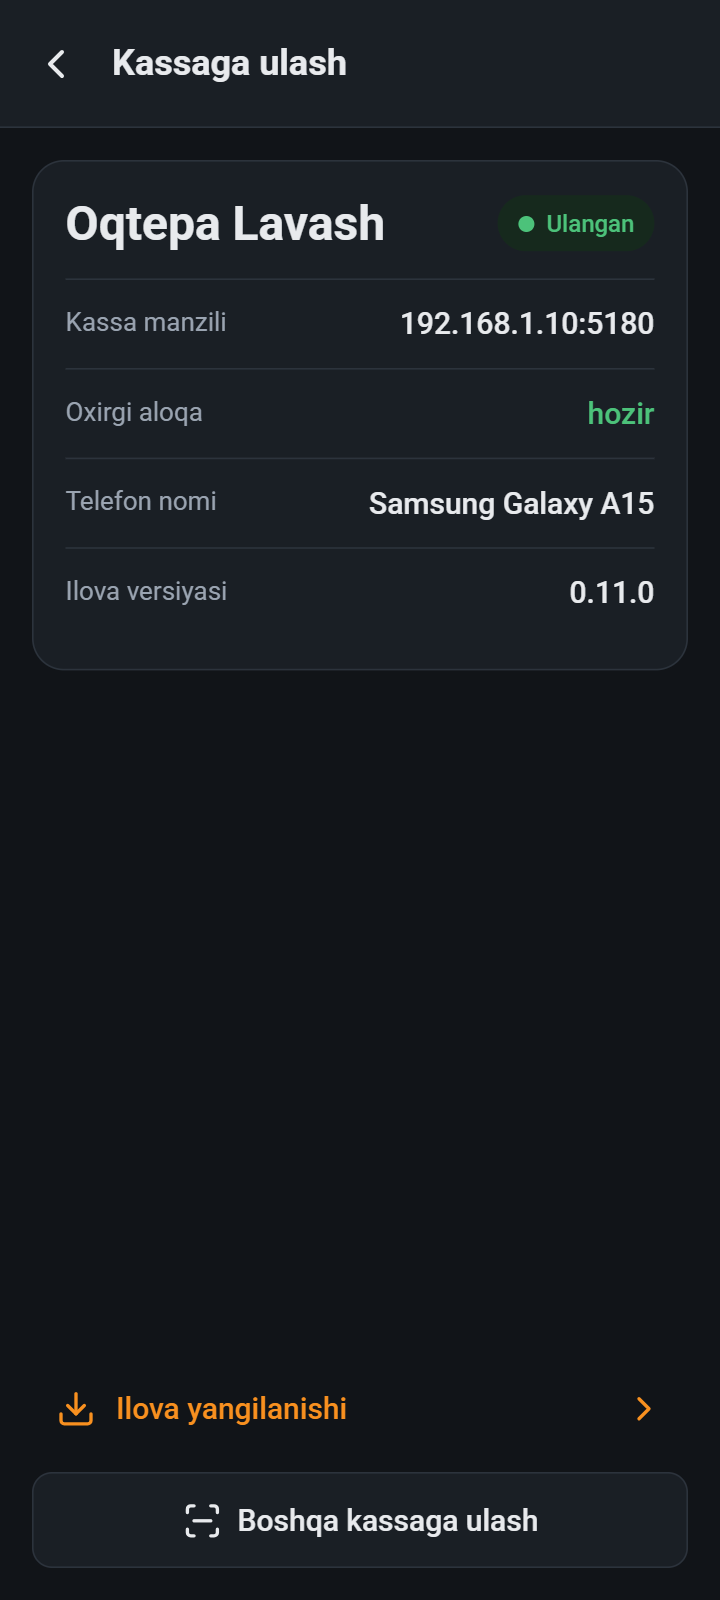 Kassaga ulash
Oqtepa Lavash
Ulangan
Kassa manzili
192.168.1.10:5180
Oxirgi aloqa
hozir
Telefon nomi
Samsung Galaxy A15
Ilova versiyasi
0.11.0
Ilova yangilanishi
Boshqa kassaga ulash